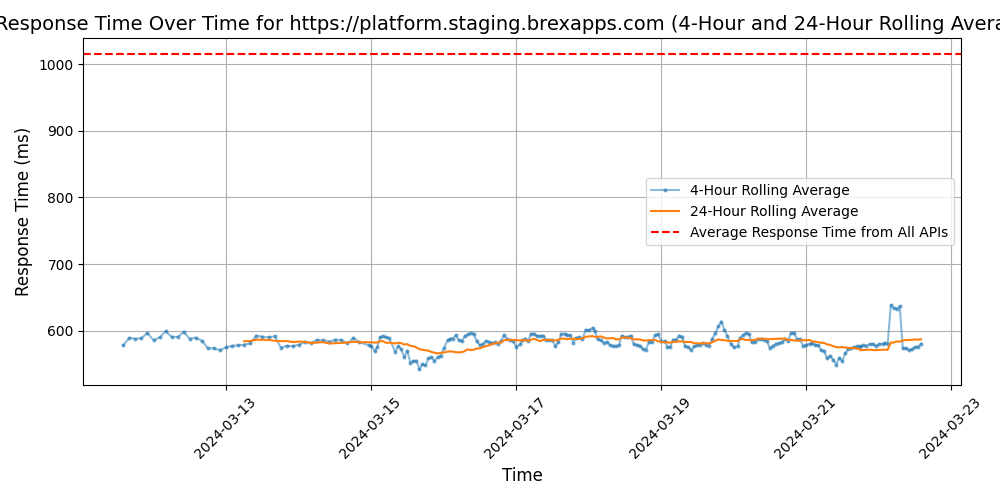 Response Time Over Time for https://platform.staging.brexapps.com (4-Hour and 24-Hour Rolling Avera
1000
900
800
700
600
Response Time (ms)
4-Hour Rolling Average
24-Hour Rolling Average
Average Response Time from All APIs
2024-03-13
2024-03-15
2024-03-17
2024-03-19
2024-03-21
2024-03-23
Time